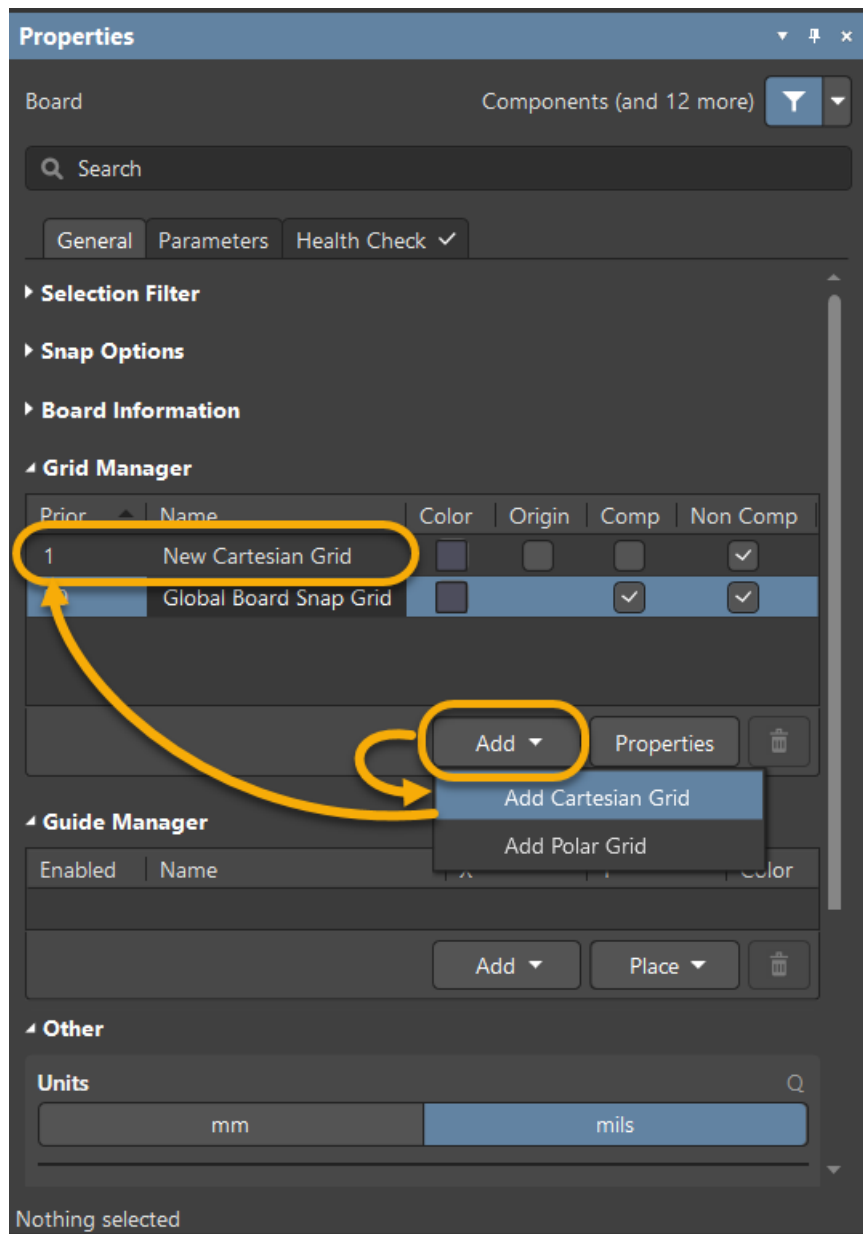 Properties
Board Components (and 12 more)
Search
General Parameters Health Check
Selection Filter
Snap Options
Board Information
Grid Manager
Prior Name Color Origin Comp Non Comp
1 New Cartesian Grid
Global Board Snap Grid
Add Properties
Add Cartesian Grid
Guide Manager
Add Polar Grid
Enabled Name Color
Add Place
Other
Units Q
mm mils
Nothing selected